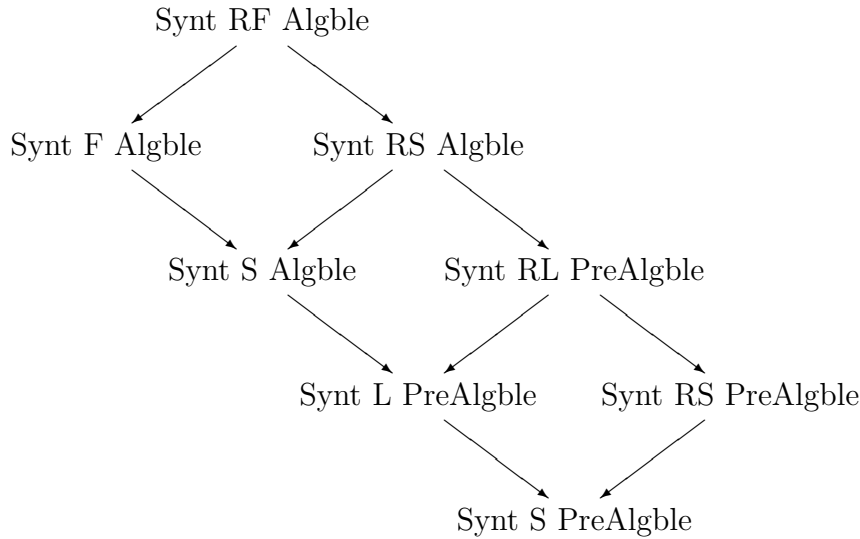 Synt RF Algble
Synt F Algble
Synt RS Algble
Synt S Algble
Synt RL PreAlgble
Synt L PreAlgble
Synt RS PreAlgble
Synt S PreAlgble